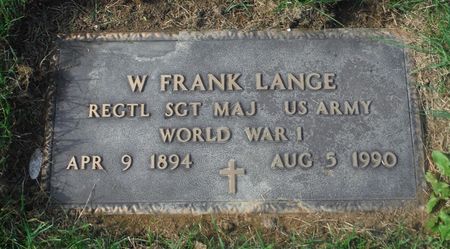 W FRANK LANGE
REGTL SGT MAJ US ARMY
WORLD WAR I
APR 9 1894 AUG 5 1990